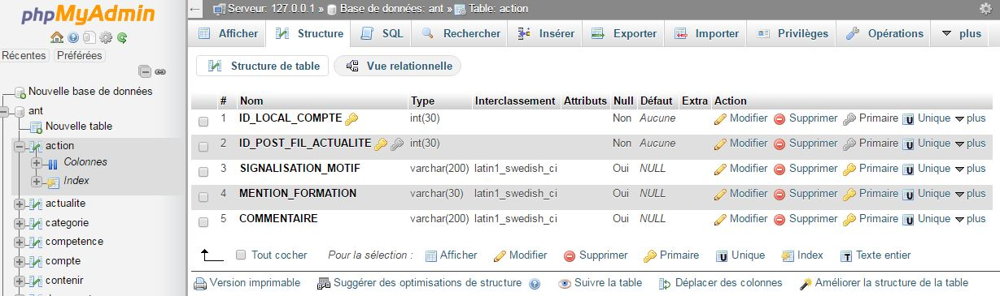 phpMyAdmin
Récentes Préférées
Nouvelle base de données
ant
Nouvelle table
action
Colonnes
Index
actualite
categorie
competence
compte
contenir
Serveur: 127.0.0.1 » Base de données: ant » Table: action
Afficher Structure SQL Rechercher Insérer Exporter Importer Privilèges Opérations plus
Structure de table Vue relationnelle
# Nom Type Interclassement Attributs Null Défaut Extra Action
1 ID_LOCAL_COMPTE int(30) Non Aucune Modifier Supprimer Primaire Unique plus
2 ID_POST_FIL_ACTUALITE int(30) Non Aucune Modifier Supprimer Primaire Unique plus
3 SIGNALISATION_MOTIF varchar(200) latin1_swedish_ci Oui NULL Modifier Supprimer Primaire Unique plus
4 MENTION_FORMATION varchar(30) latin1_swedish_ci Oui NULL Modifier Supprimer Primaire Unique plus
5 COMMENTAIRE varchar(200) latin1_swedish_ci Oui NULL Modifier Supprimer Primaire Unique plus
Tout cocher Pour la sélection : Afficher Modifier Supprimer Primaire Unique Index Texte entier
Version imprimable Suggérer des optimisations de structure Suivre la table Déplacer des colonnes Améliorer la structure de la table